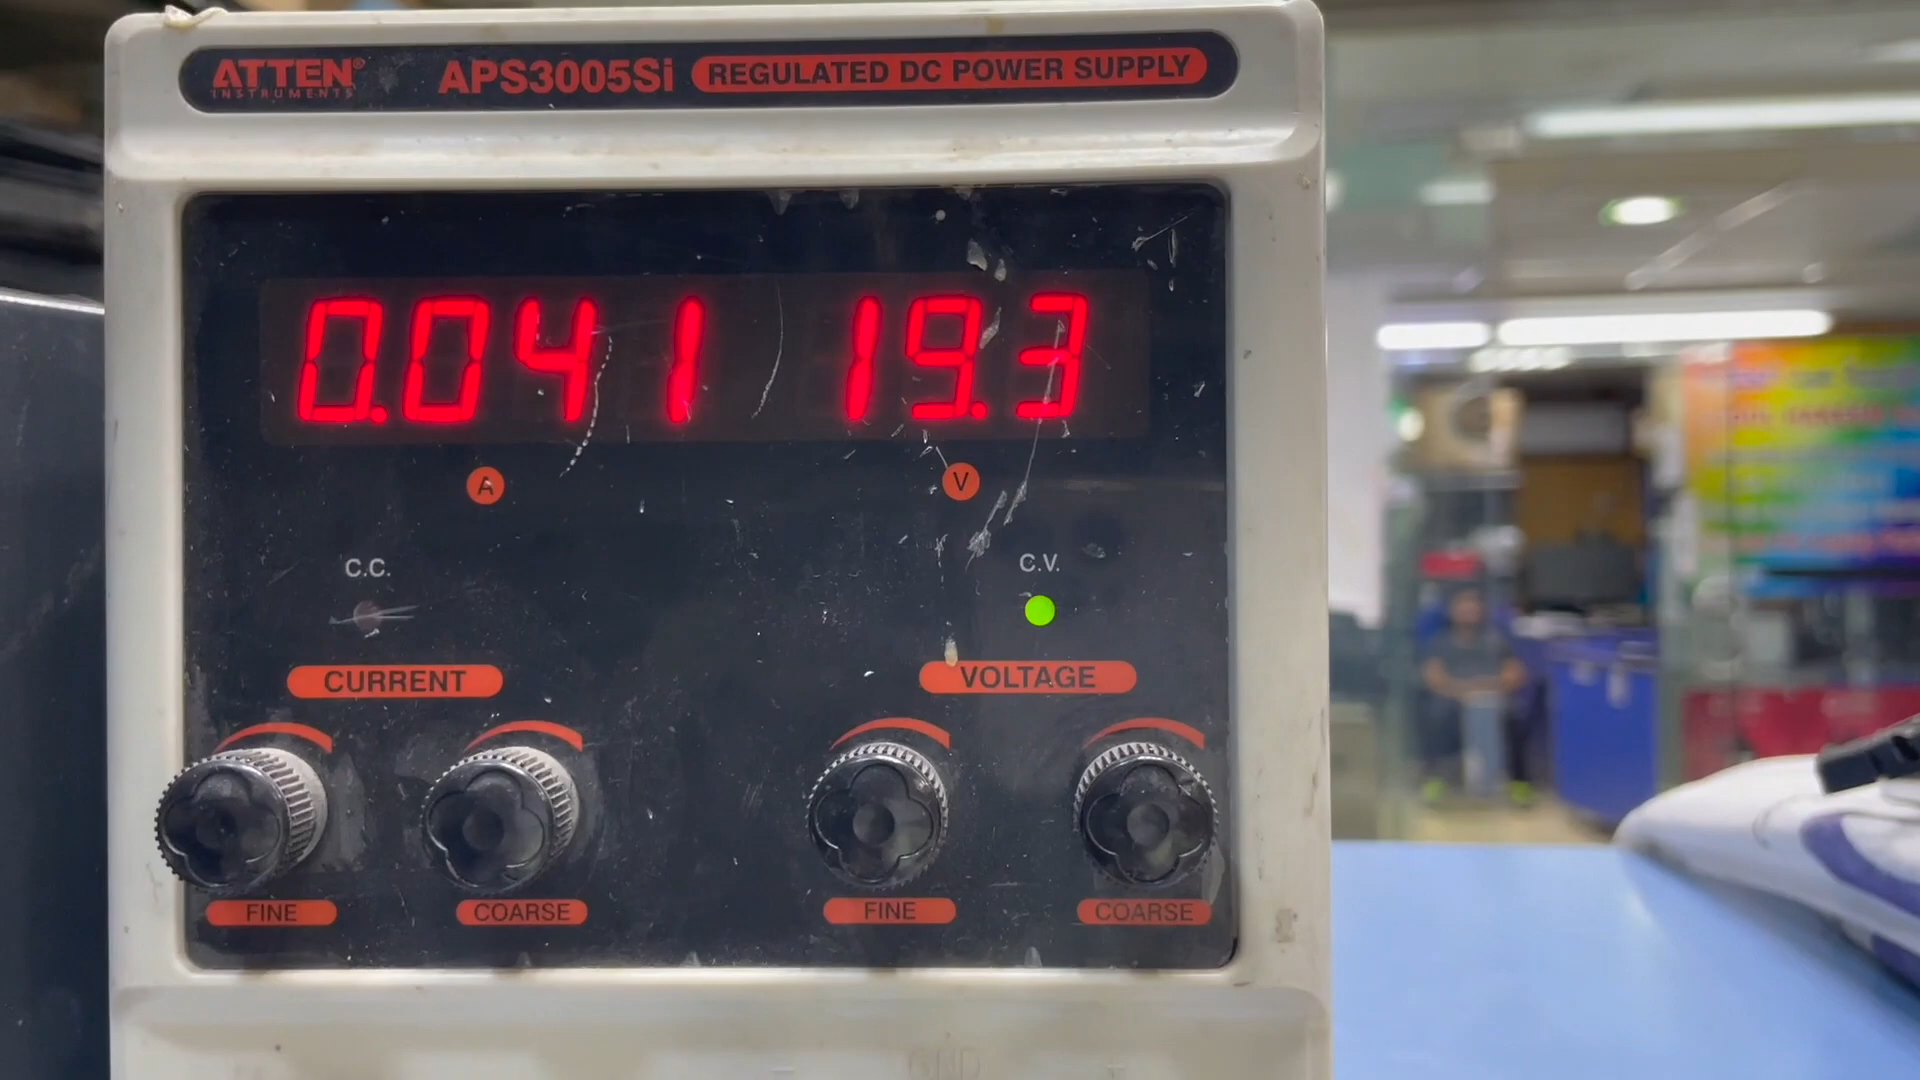 ATTEN®
INSTRUMENTS
APS3005Si REGULATED DC POWER SUPPLY
0.041 19.3
A V
C.C. C.V.
CURRENT VOLTAGE
FINE COARSE FINE COARSE